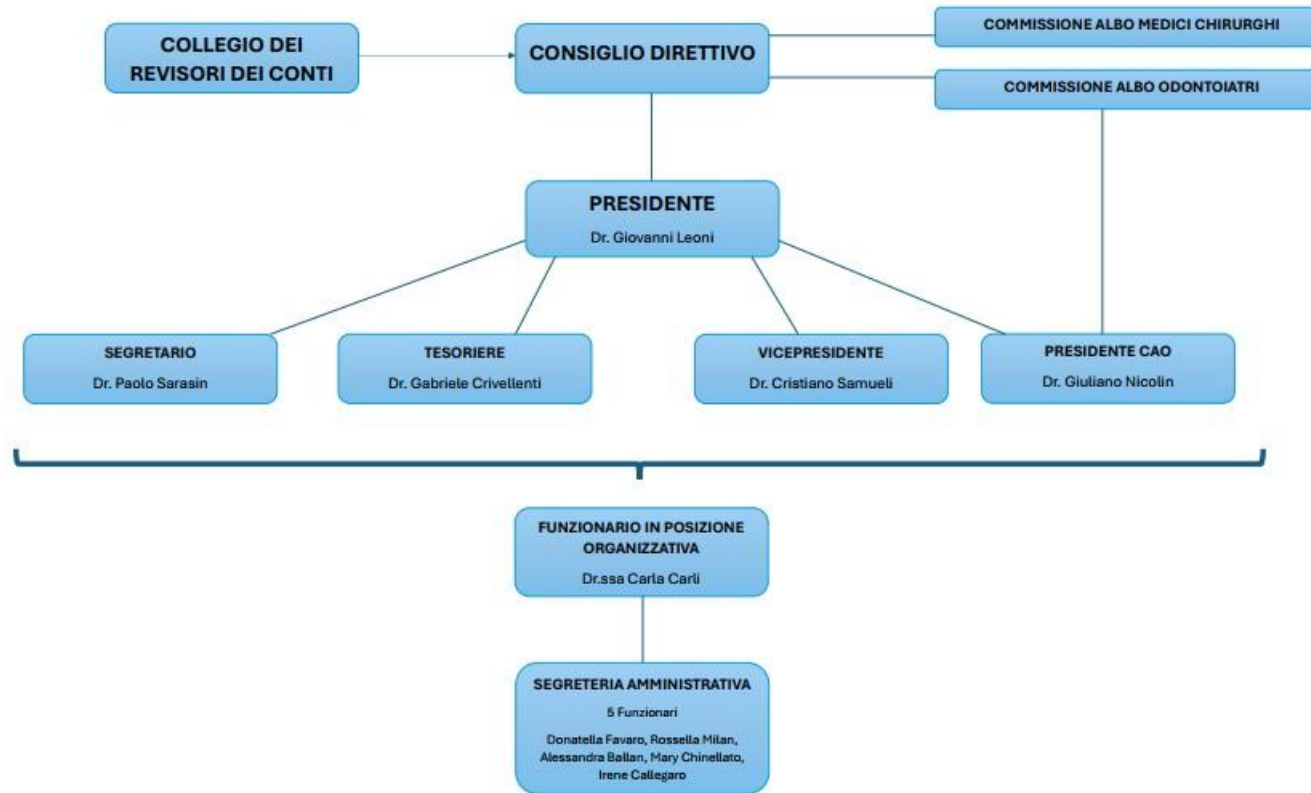 COLLEGIO DEI
REVISORI DEI CONTI
CONSIGLIO DIRETTIVO
COMMISSIONE ALBO MEDICI CHIRURGHI
COMMISSIONE ALBO ODONTOIATRI
PRESIDENTE
Dr. Giovanni Leoni
SEGRETARIO
Dr. Paolo Sarasin
TESORIERE
Dr. Gabriele Crivellenti
VICEPRESIDENTE
Dr. Cristiano Samueli
PRESIDENTE CAO
Dr. Giuliano Nicolin
FUNZIONARIO IN POSIZIONE
ORGANIZZATIVA
Dr.ssa Carla Carli
SEGRETERIA AMMINISTRATIVA
5 Funzionari
Donatella Favaro, Rossella Milan,
Alessandra Ballan, Mary Chinellato,
Irene Callegaro